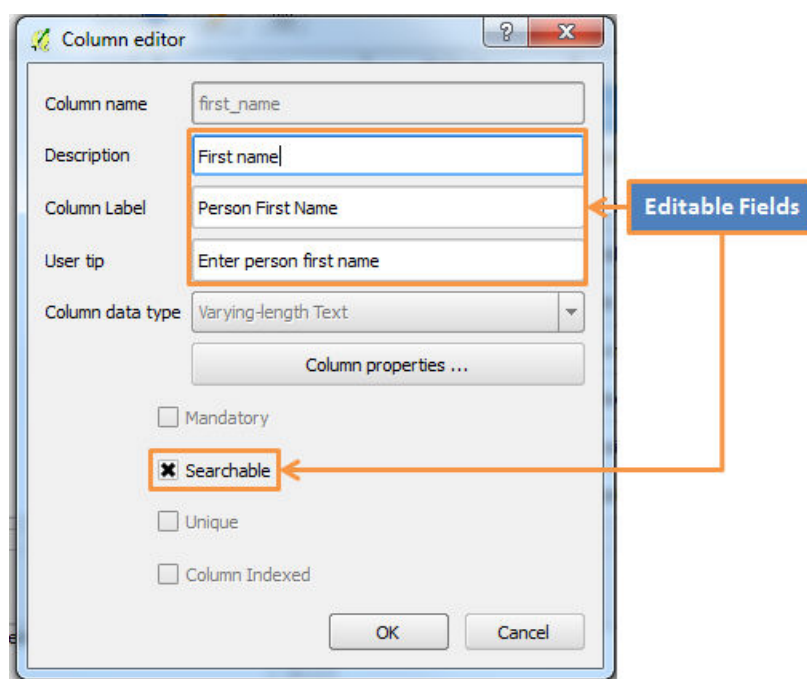 Column editor
Column name first_name
Description First name
Column Label Person First Name
Editable Fields
User tip Enter person first name
Column data type Varying-length Text
Column properties ...
Mandatory
Searchable
Unique
Column Indexed
OK Cancel